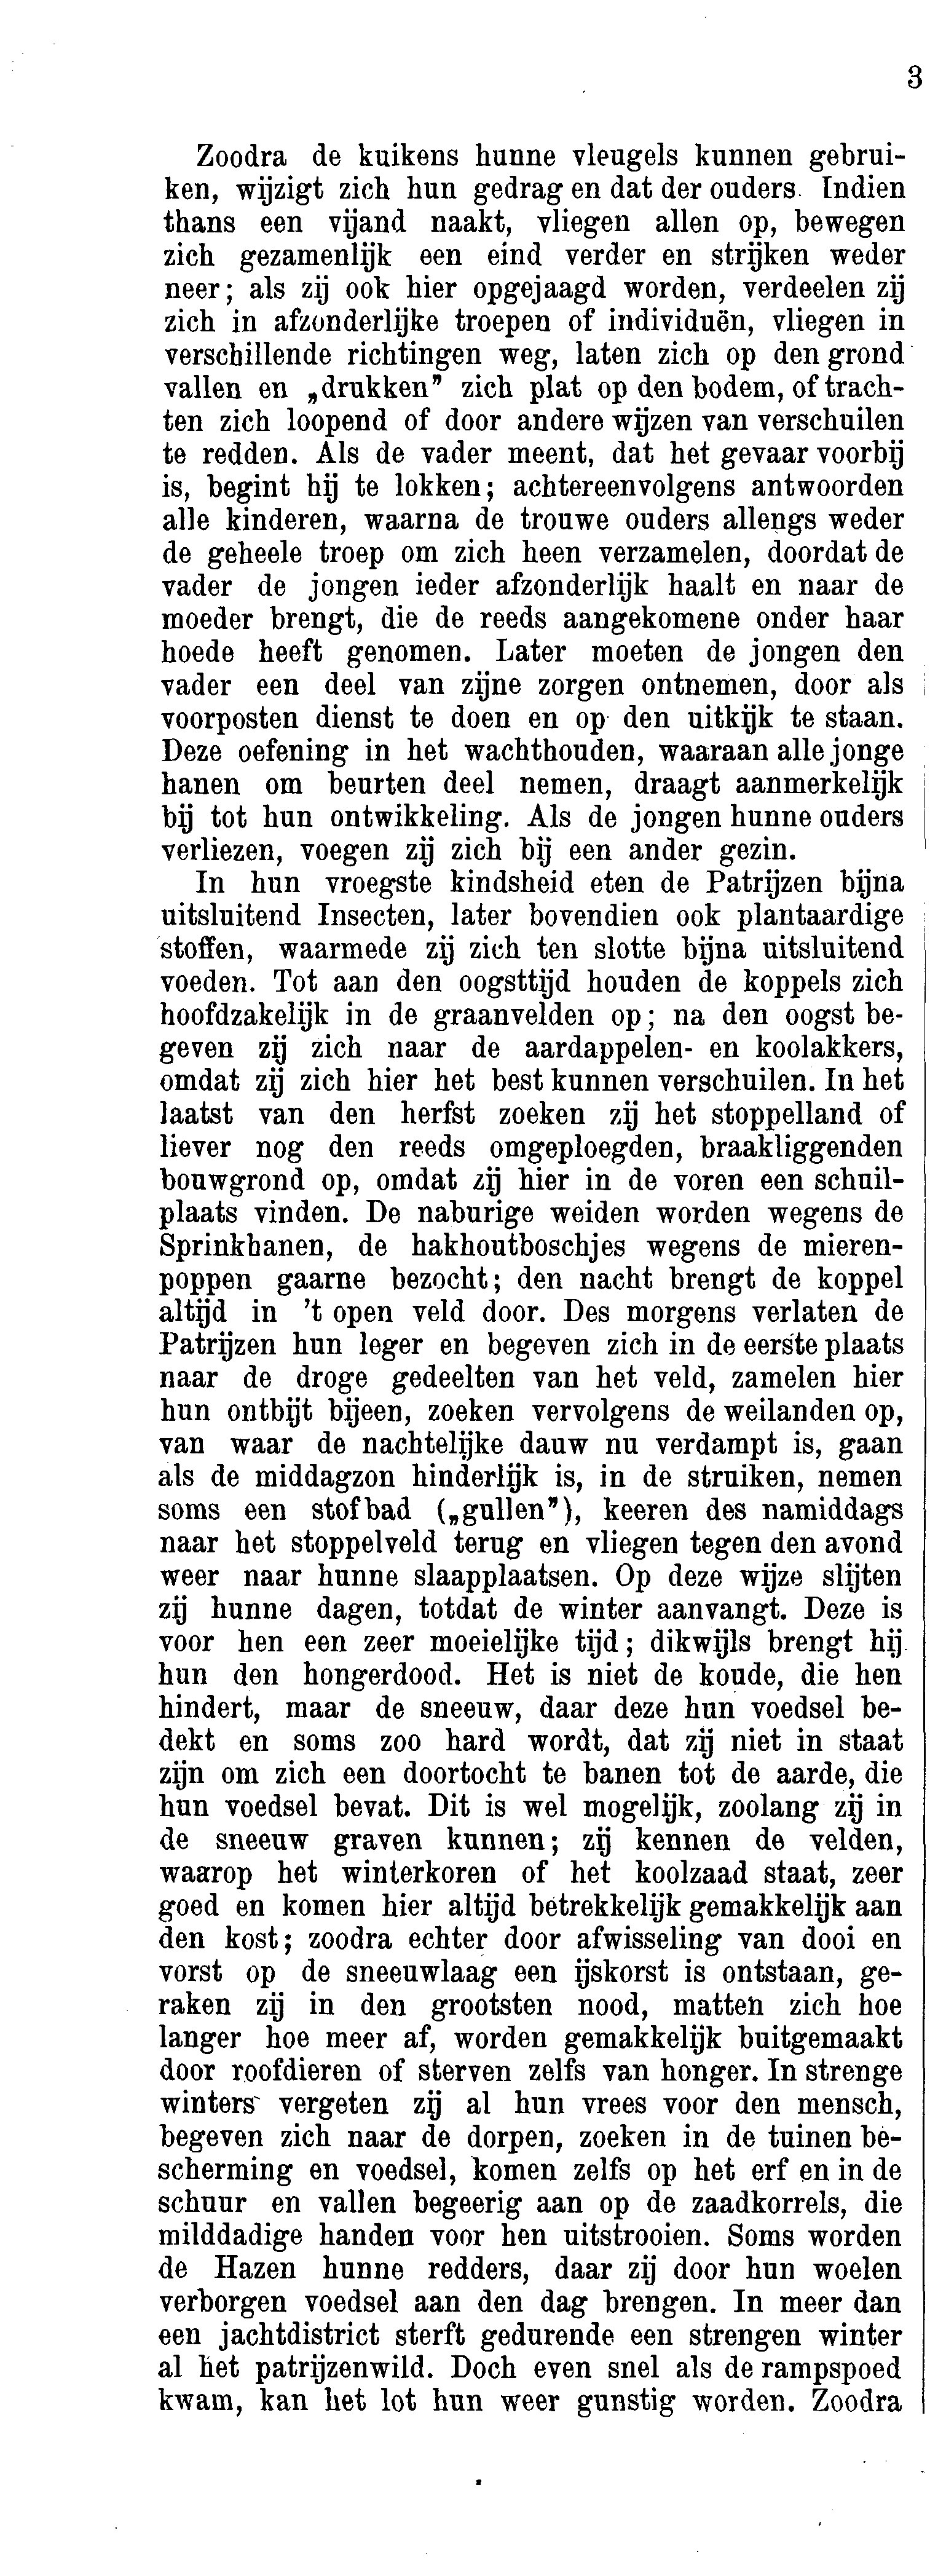 3
Zoodra de kuikens hunne vleugels kunnen gebrui-
ken, wijzigt zich hun gedrag en dat der ouders. Indien
thans een vijand naakt, vliegen allen op, bewegen
zich gezamenlijk een eind verder en strijken weder
neer; als zij ook hier opgejaagd worden, verdeelen zij
zich in afzonderlijke troepen of individuën, vliegen in
verschillende richtingen weg, laten zich op den grond
vallen en „drukken” zich plat op den bodem, of trach-
ten zich loopend of door andere wijzen van verschuilen
te redden. Als de vader meent, dat het gevaar voorbij
is, begint hij te lokken; achtereenvolgens antwoorden
alle kinderen, waarna de trouwe ouders allengs weder
de geheele troep om zich heen verzamelen, doordat de
vader de jongen ieder afzonderlijk haalt en naar de
moeder brengt, die de reeds aangekomene onder haar
hoede heeft genomen. Later moeten de jongen den
vader een deel van zijne zorgen ontnemen, door als
voorposten dienst te doen en op den uitkijk te staan.
Deze oefening in het wachthouden, waaraan alle jonge
hanen om beurten deel nemen, draagt aanmerkelijk
bij tot hun ontwikkeling. Als de jongen hunne ouders
verliezen, voegen zij zich bij een ander gezin.
In hun vroegste kindsheid eten de Patrijzen bijna
uitsluitend Insecten, later bovendien ook plantaardige
stoffen, waarmede zij zich ten slotte bijna uitsluitend
voeden. Tot aan den oogsttijd houden de koppels zich
hoofdzakelijk in de graanvelden op; na den oogst be-
geven zij zich naar de aardappelen- en koolakkers,
omdat zij zich hier het best kunnen verschuilen. In het
laatst van den herfst zoeken zij het stoppelland of
liever nog den reeds omgeploegden, braakliggenden
bouwgrond op, omdat zij hier in de voren een schuil-
plaats vinden. De naburige weiden worden wegens de
Sprinkhanen, de hakhoutboschjes wegens de mieren-
poppen gaarne bezocht; den nacht brengt de koppel
altijd in 't open veld door. Des morgens verlaten de
Patrijzen hun leger en begeven zich in de eerste plaats
naar de droge gedeelten van het veld, zamelen hier
hun ontbijt bijeen, zoeken vervolgens de weilanden op,
van waar de nachtelijke dauw nu verdampt is, gaan
als de middagzon hinderlijk is, in de struiken, nemen
soms een stofbad („gullen”), keeren des namiddags
naar het stoppelveld terug en vliegen tegen den avond
weer naar hunne slaapplaatsen. Op deze wijze slijten
zij hunne dagen, totdat de winter aanvangt. Deze is
voor hen een zeer moeielijke tijd; dikwijls brengt hij
hun den hongerdood. Het is niet de koude, die hen
hindert, maar de sneeuw, daar deze hun voedsel be-
dekt en soms zoo hard wordt, dat zij niet in staat
zijn om zich een doortocht te banen tot de aarde, die
hun voedsel bevat. Dit is wel mogelijk, zoolang zij in
de sneeuw graven kunnen; zij kennen de velden,
waarop het winterkoren of het koolzaad staat, zeer
goed en komen hier altijd betrekkelijk gemakkelijk aan
den kost; zoodra echter door afwisseling van dooi en
vorst op de sneeuwlaag een ijskorst is ontstaan, ge-
raken zij in den grootsten nood, matten zich hoe
langer hoe meer af, worden gemakkelijk buitgemaakt
door roofdieren of sterven zelfs van honger. In strenge
winters vergeten zij al hun vrees voor den mensch,
begeven zich naar de dorpen, zoeken in de tuinen be-
scherming en voedsel, komen zelfs op het erf en in de
schuur en vallen begeerig aan op de zaadkorrels, die
milddadige handen voor hen uitstrooien. Soms worden
de Hazen hunne redders, daar zij door hun woelen
verborgen voedsel aan den dag brengen. In meer dan
een jachtdistrict sterft gedurende een strengen winter
al het patrijzenwild. Doch even snel als de rampspoed
kwam, kan het lot hun weer gunstig worden. Zoodra